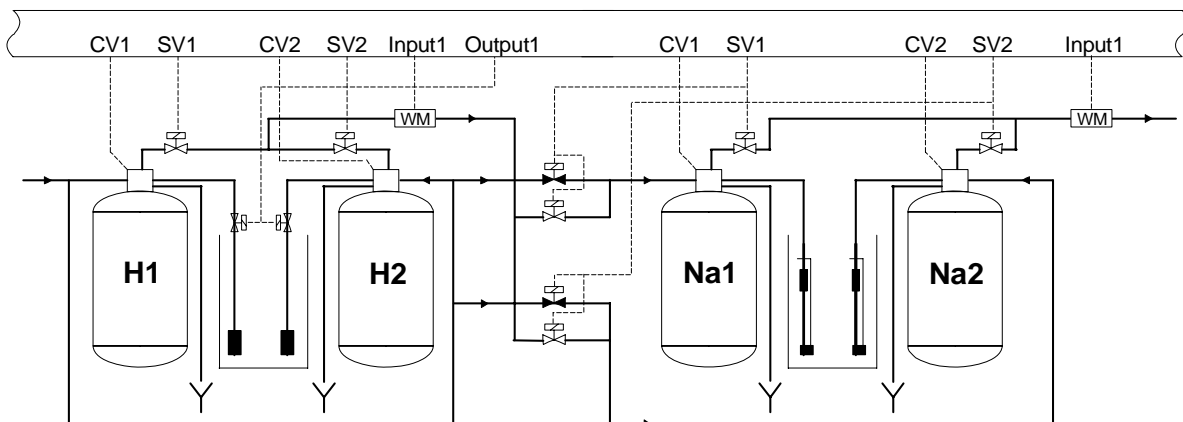 CV1 SV1 CV2 SV2 Input1 Output1 CV1 SV1 CV2 SV2 Input1
WM WM
H1 H2 Na1 Na2